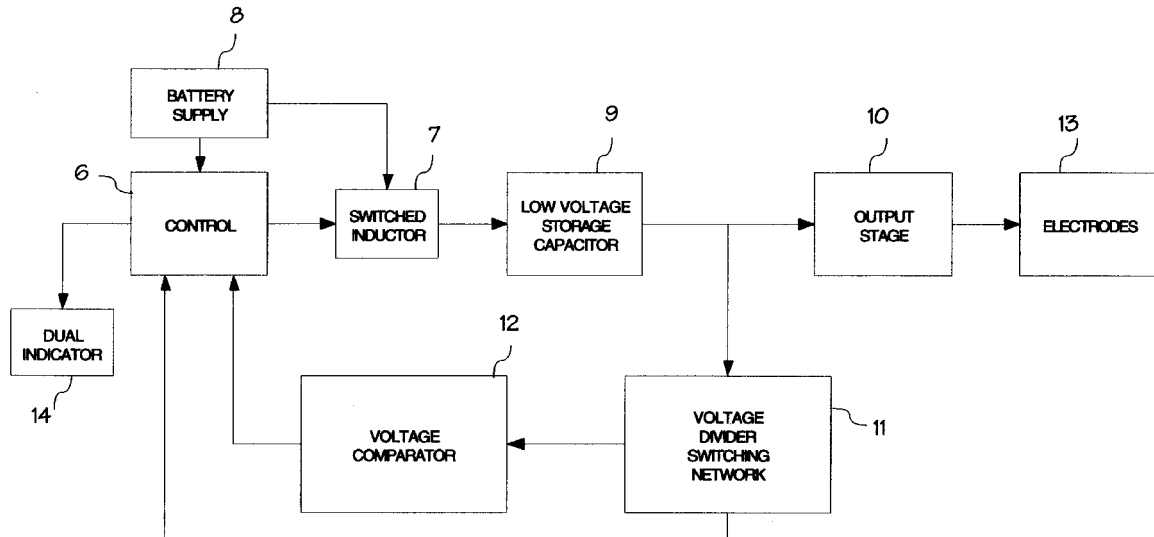 8
BATTERY
SUPPLY
6
CONTROL
7
SWITCHED
INDUCTOR
9
LOW VOLTAGE
STORAGE
CAPACITOR
10
OUTPUT
STAGE
13
ELECTRODES
DUAL
INDICATOR
14
12
VOLTAGE
COMPARATOR
VOLTAGE
DIVIDER
SWITCHING
NETWORK
11